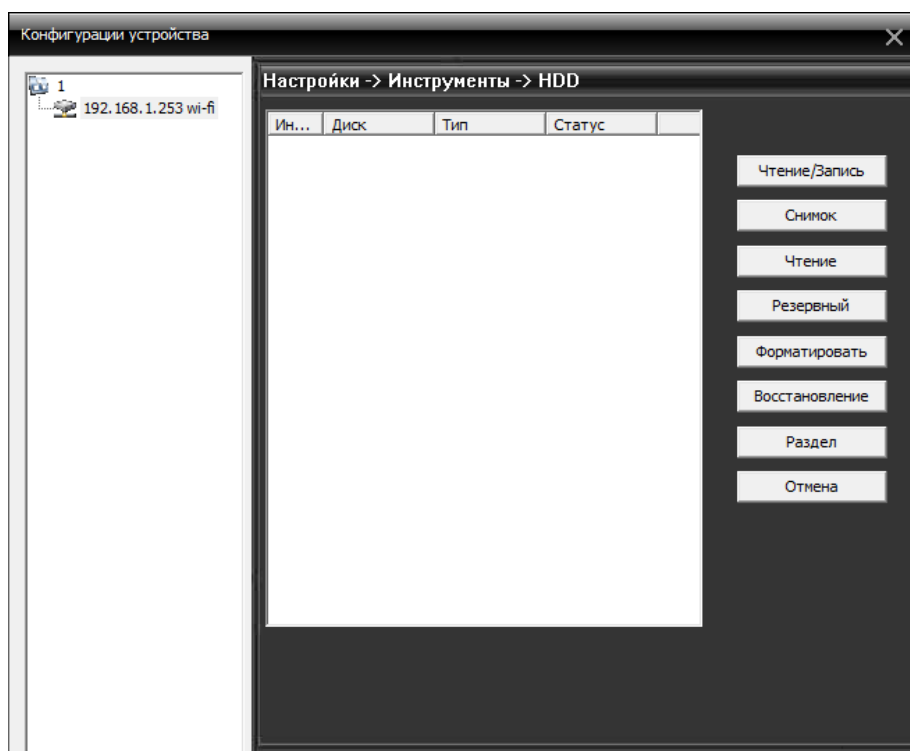 Конфигурации устройства
1
192.168.1.253 wi-fi
Настройки -> Инструменты -> HDD
Ин... Диск Тип Статус
Чтение/Запись
Снимок
Чтение
Резервный
Форматировать
Восстановление
Раздел
Отмена